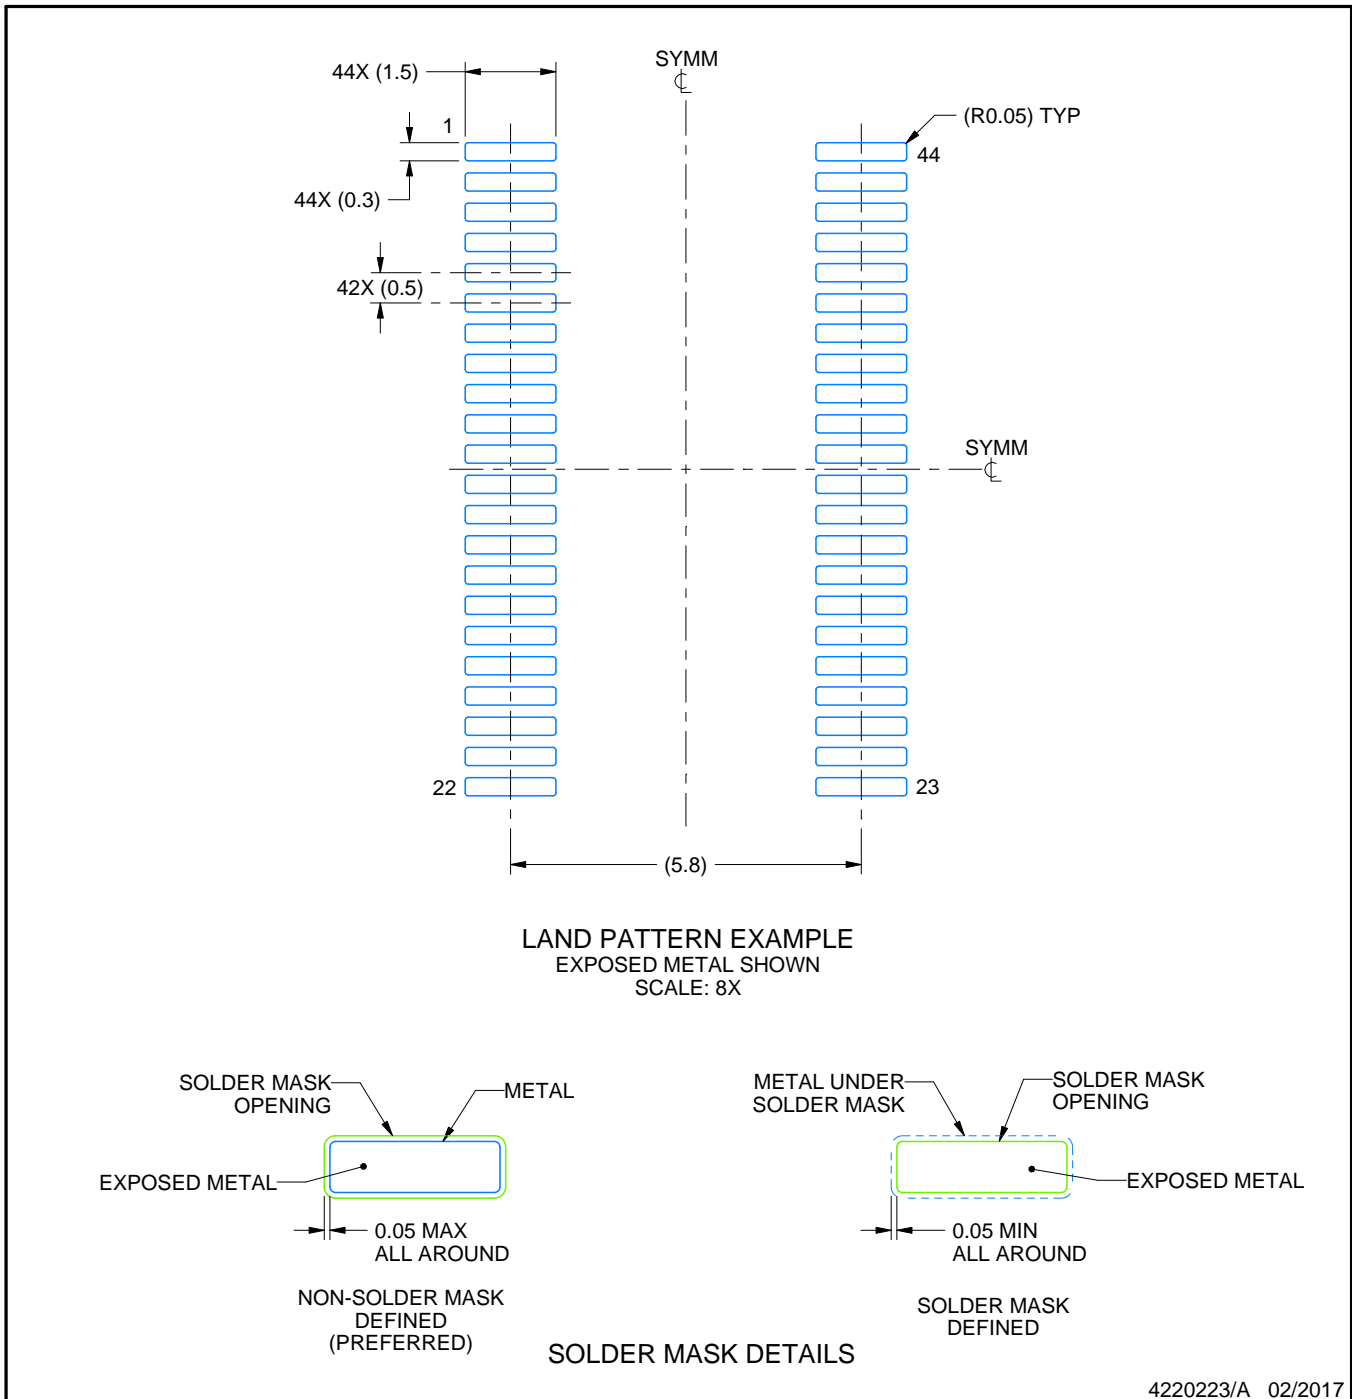 SYMM
44X (1.5)
(R0.05) TYP
1
44
44X (0.3)
42X (0.5)
SYMM
22
23
(5.8)
LAND PATTERN EXAMPLE
EXPOSED METAL SHOWN
SCALE: 8X
SOLDER MASK
OPENING
METAL
EXPOSED METAL
0.05 MAX
ALL AROUND
NON-SOLDER MASK
DEFINED
(PREFERRED)
METAL UNDER
SOLDER MASK
SOLDER MASK
OPENING
EXPOSED METAL
0.05 MIN
ALL AROUND
SOLDER MASK
DEFINED
SOLDER MASK DETAILS
4220223/A 02/2017